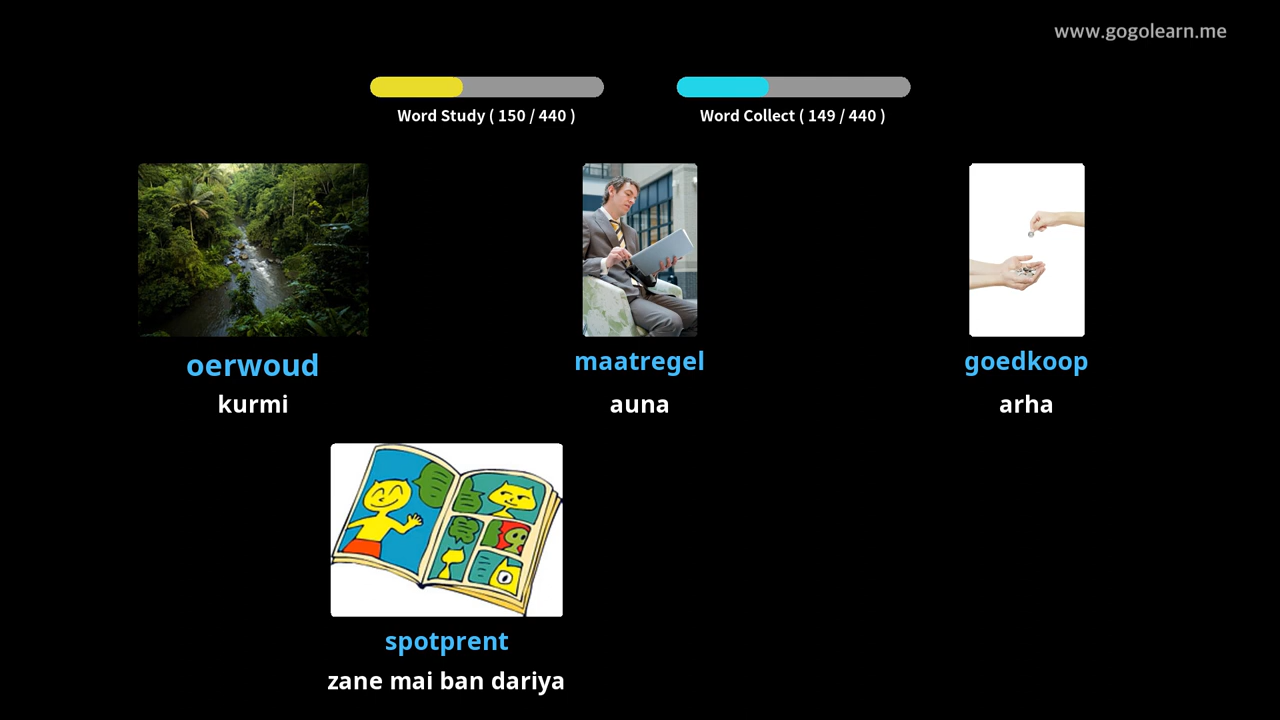 www.gogolearn.me
Word Study ( 150 / 440 )
Word Collect ( 149 / 440 )
oerwoud
kurmi
maatregel
auna
goedkoop
arha
spotprent
zane mai ban dariya